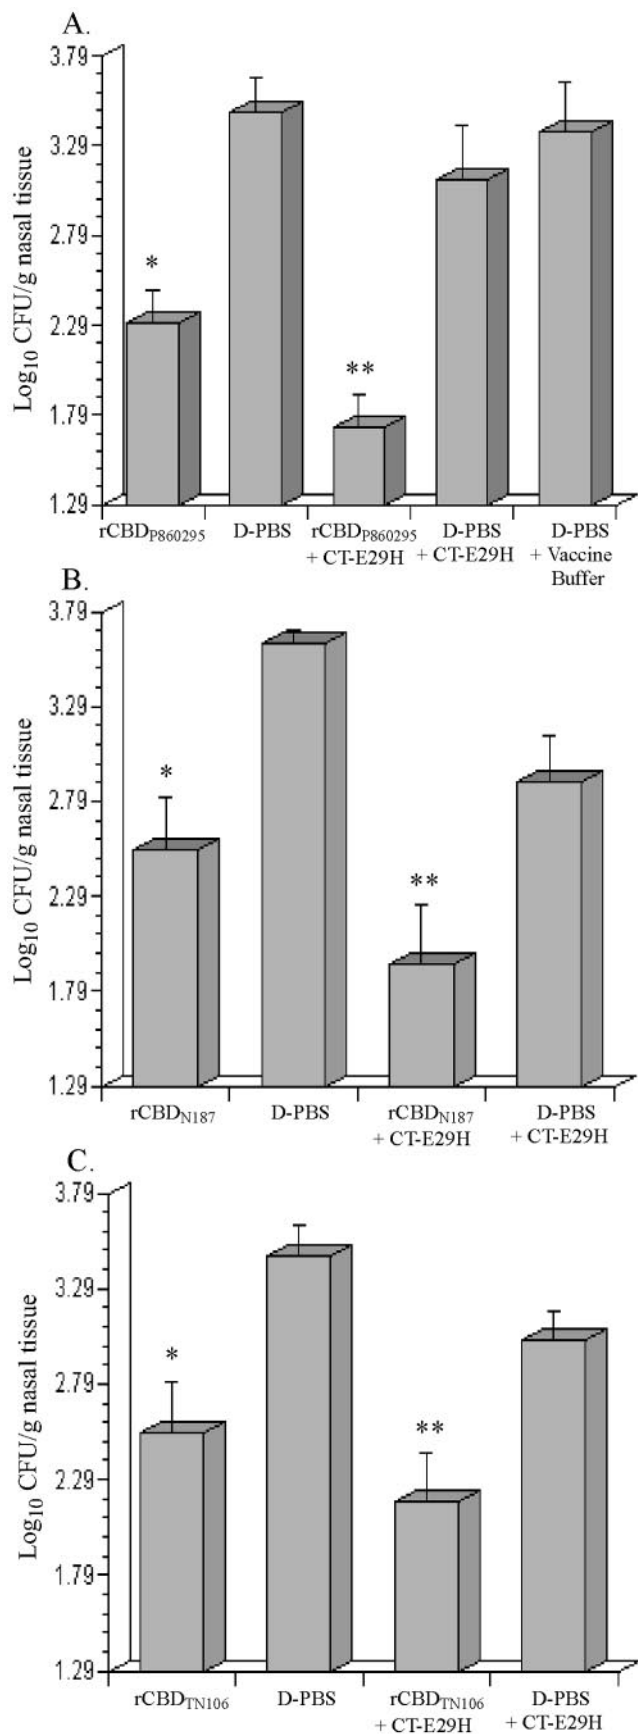 A.
Log10 CFU/g nasal tissue
3.79
3.29
2.79
2.29
1.79
1.29
*
**
rCBDP860295 D-PBS rCBDP860295 D-PBS D-PBS
+ CT-E29H + CT-E29H + Vaccine
Buffer
B.
Log10 CFU/g nasal tissue
3.79
3.29
2.79
2.29
1.79
1.29
*
**
rCBDN187 D-PBS rCBDN187 D-PBS
+ CT-E29H + CT-E29H
C.
Log10 CFU/g nasal tissue
3.79
3.29
2.79
2.29
1.79
1.29
*
**
rCBDTN106 D-PBS rCBDTN106 D-PBS
+ CT-E29H + CT-E29H